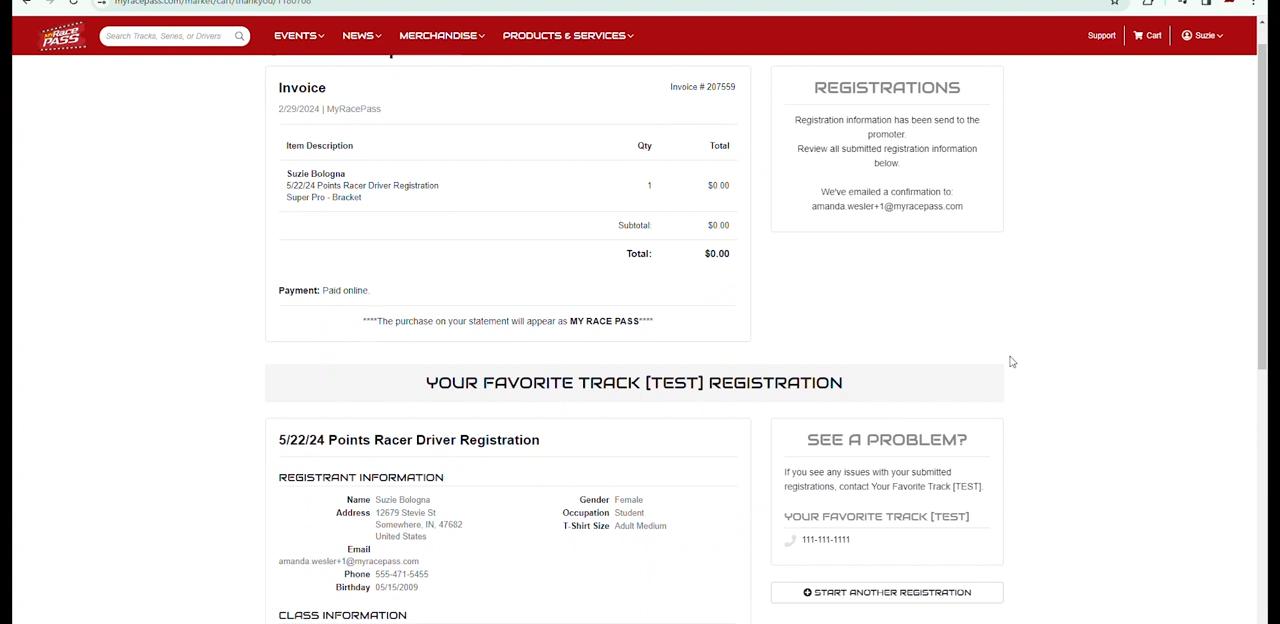 myracepass.com/market/cart/thankyou/1180708
MY RACE PASS
Search Tracks, Series, or Drivers
EVENTS
NEWS
MERCHANDISE
PRODUCTS & SERVICES
Support
Cart
Suzie
Invoice
Invoice # 207559
2/29/2024 | MyRacePass
Item Description Qty Total
Suzie Bologna
5/22/24 Points Racer Driver Registration 1 $0.00
Super Pro - Bracket
Subtotal: $0.00
Total: $0.00
Payment: Paid online.
****The purchase on your statement will appear as MY RACE PASS****
REGISTRATIONS
Registration information has been send to the
promoter.
Review all submitted registration information
below.
We've emailed a confirmation to:
amanda.wesler+1@myracepass.com
YOUR FAVORITE TRACK [TEST] REGISTRATION
5/22/24 Points Racer Driver Registration
REGISTRANT INFORMATION
Name Suzie Bologna
Address 12679 Stevie St
Somewhere, IN, 47682
United States
Email
amanda.wesler+1@myracepass.com
Phone 555-471-5455
Birthday 05/15/2009
Gender Female
Occupation Student
T-Shirt Size Adult Medium
CLASS INFORMATION
SEE A PROBLEM?
If you see any issues with your submitted
registrations, contact Your Favorite Track [TEST].
YOUR FAVORITE TRACK [TEST]
111-111-1111
START ANOTHER REGISTRATION